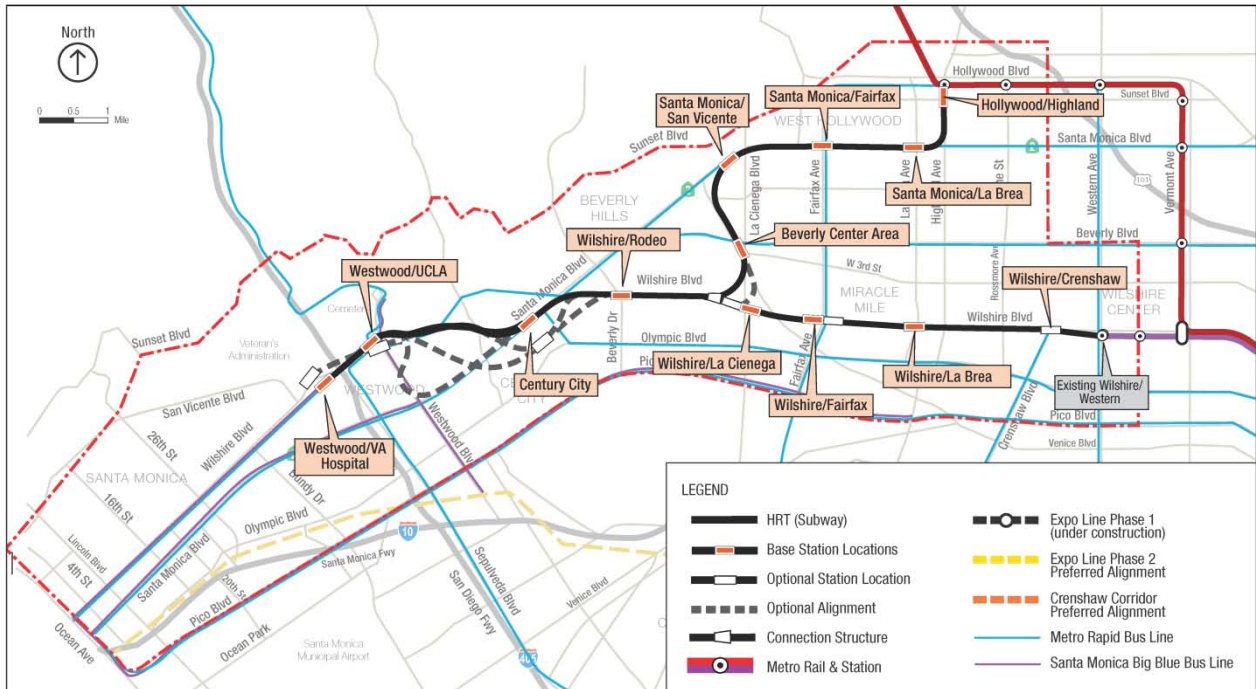 North
0 0.5 1
Mile
Hollywood Blvd
Sunset Blvd
Hollywood/Highland
Santa Monica/
San Vicente
Santa Monica/Fairfax
WEST HOLLYWOOD
Santa Monica Blvd
Sunset Blvd
Santa Monica/La Brea
La Cienega Blvd
Fairfax Ave
Western Ave
Vermont Ave
101
BEVERLY
HILLS
Beverly Center Area
Beverly Blvd
Wilshire/Rodeo
W 3rd St
Rossmore Ave
Westwood/UCLA
Santa Monica Blvd
Wilshire Blvd
MIRACLE
MILE
Wilshire/Crenshaw
WILSHIRE
CENTER
Wilshire Blvd
Sunset Blvd
Veteran's
Administration
Beverly Dr
Olympic Blvd
Wilshire/La Cienega
Fairfax Ave
Wilshire/La Brea
Existing Wilshire/
Western
Century City
Wilshire/Fairfax
Crenshaw Blvd
Pico Blvd
Venice Blvd
WESTWOOD
San Vicente Blvd
Wilshire Blvd
Westwood/VA
Hospital
26th St
SANTA MONICA
16th St
Bundy Dr
Olympic Blvd
10
Santa Monica Fwy
Lincoln Blvd
4th St
Santa Monica Blvd
20th St
Pico Blvd
Ocean Park
Ocean Ave
Sepulveda Blvd
San Diego Fwy
Venice Blvd
405
Santa Monica
Municipal Airport
LEGEND
HRT (Subway)
Base Station Locations
Optional Station Location
Optional Alignment
Connection Structure
Metro Rail & Station
Expo Line Phase 1
(under construction)
Expo Line Phase 2
Preferred Alignment
Crenshaw Corridor
Preferred Alignment
Metro Rapid Bus Line
Santa Monica Big Blue Bus Line